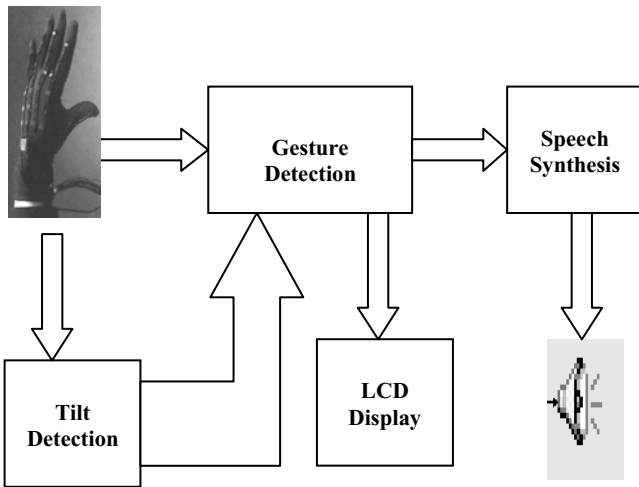 Gesture
Detection
Speech
Synthesis
Tilt
Detection
LCD
Display